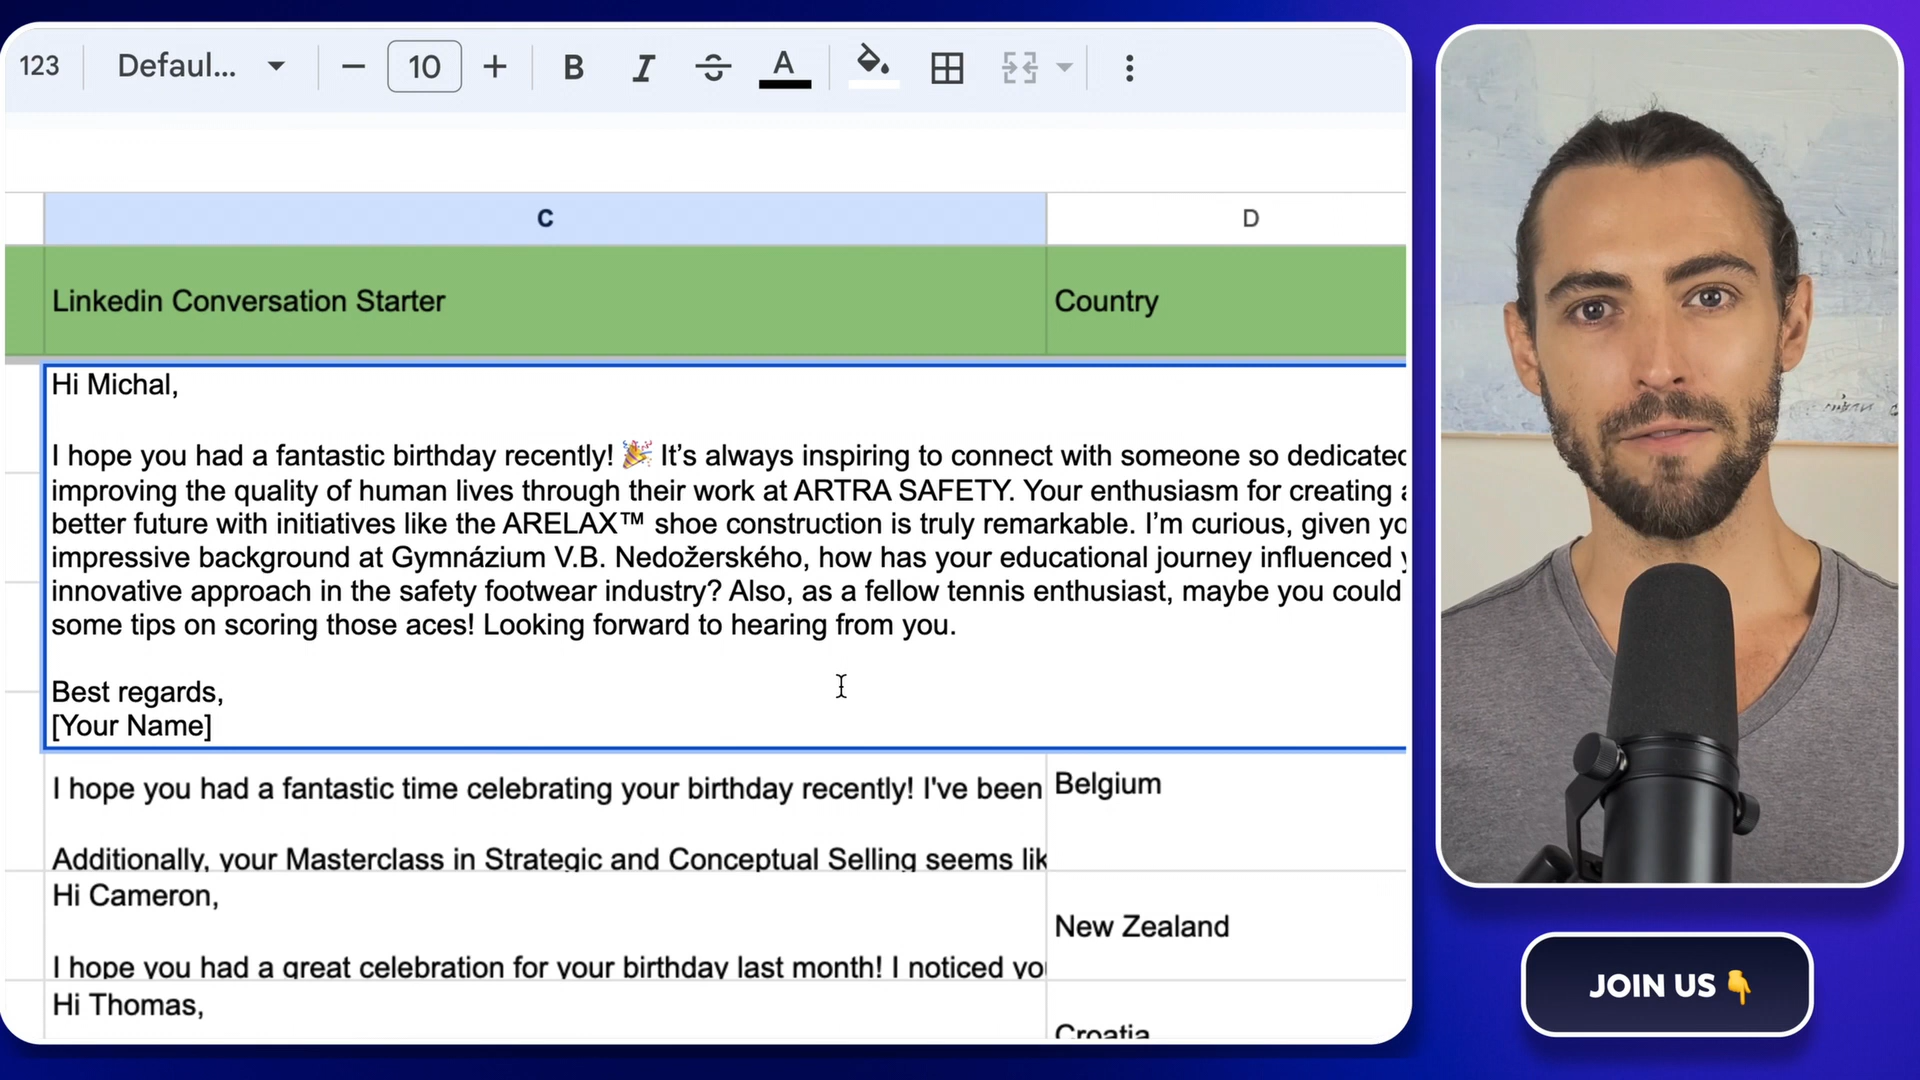 123 Defaul... 10 B I A
C D
Linkedin Conversation Starter Country
Hi Michal,
I hope you had a fantastic birthday recently! 🎉 It’s always inspiring to connect with someone so dedicated
improving the quality of human lives through their work at ARTRA SAFETY. Your enthusiasm for creating a
better future with initiatives like the ARELAX™ shoe construction is truly remarkable. I’m curious, given yo
impressive background at Gymnázium V.B. Nedožerského, how has your educational journey influenced y
innovative approach in the safety footwear industry? Also, as a fellow tennis enthusiast, maybe you could
some tips on scoring those aces! Looking forward to hearing from you.
Best regards,
[Your Name]
I hope you had a fantastic time celebrating your birthday recently! I've been
Belgium
Additionally, your Masterclass in Strategic and Conceptual Selling seems lik
Hi Cameron,
New Zealand
I hope you had a great celebration for your birthday last month! I noticed yo
Hi Thomas,
Croatia
JOIN US 👇